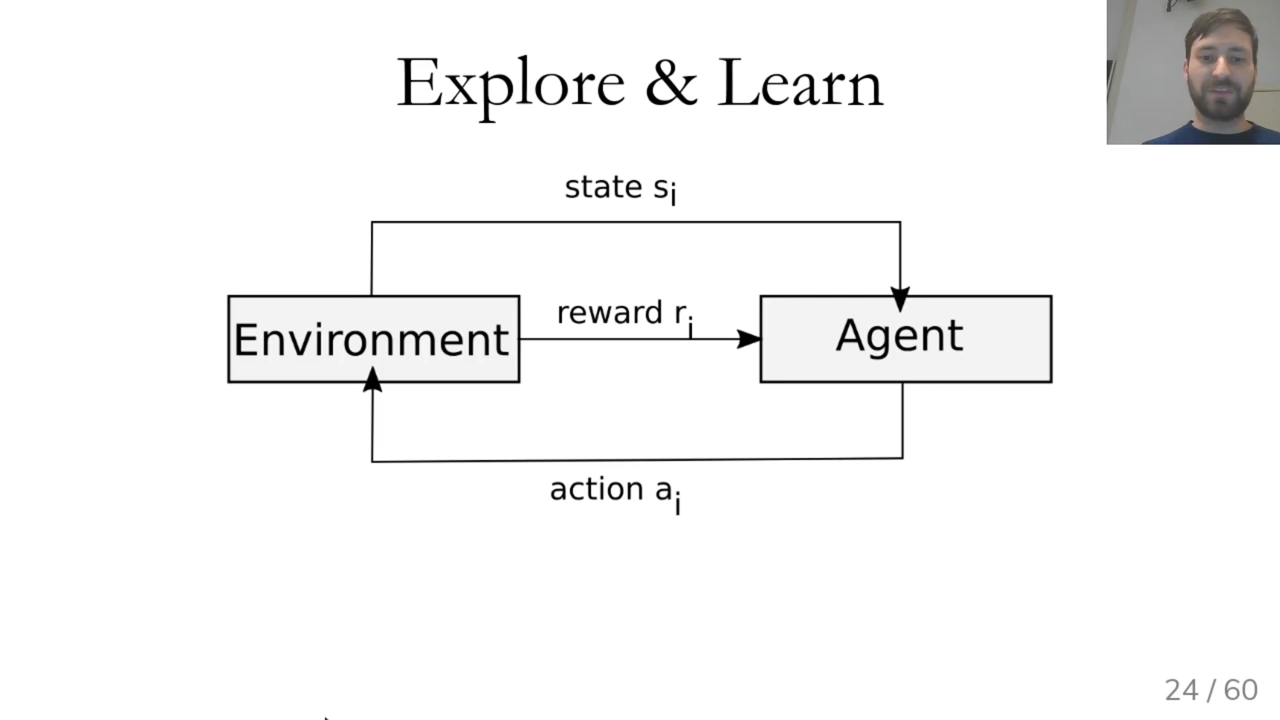 Explore & Learn
state sᵢ
reward rᵢ
Environment
Agent
action aᵢ
24 / 60